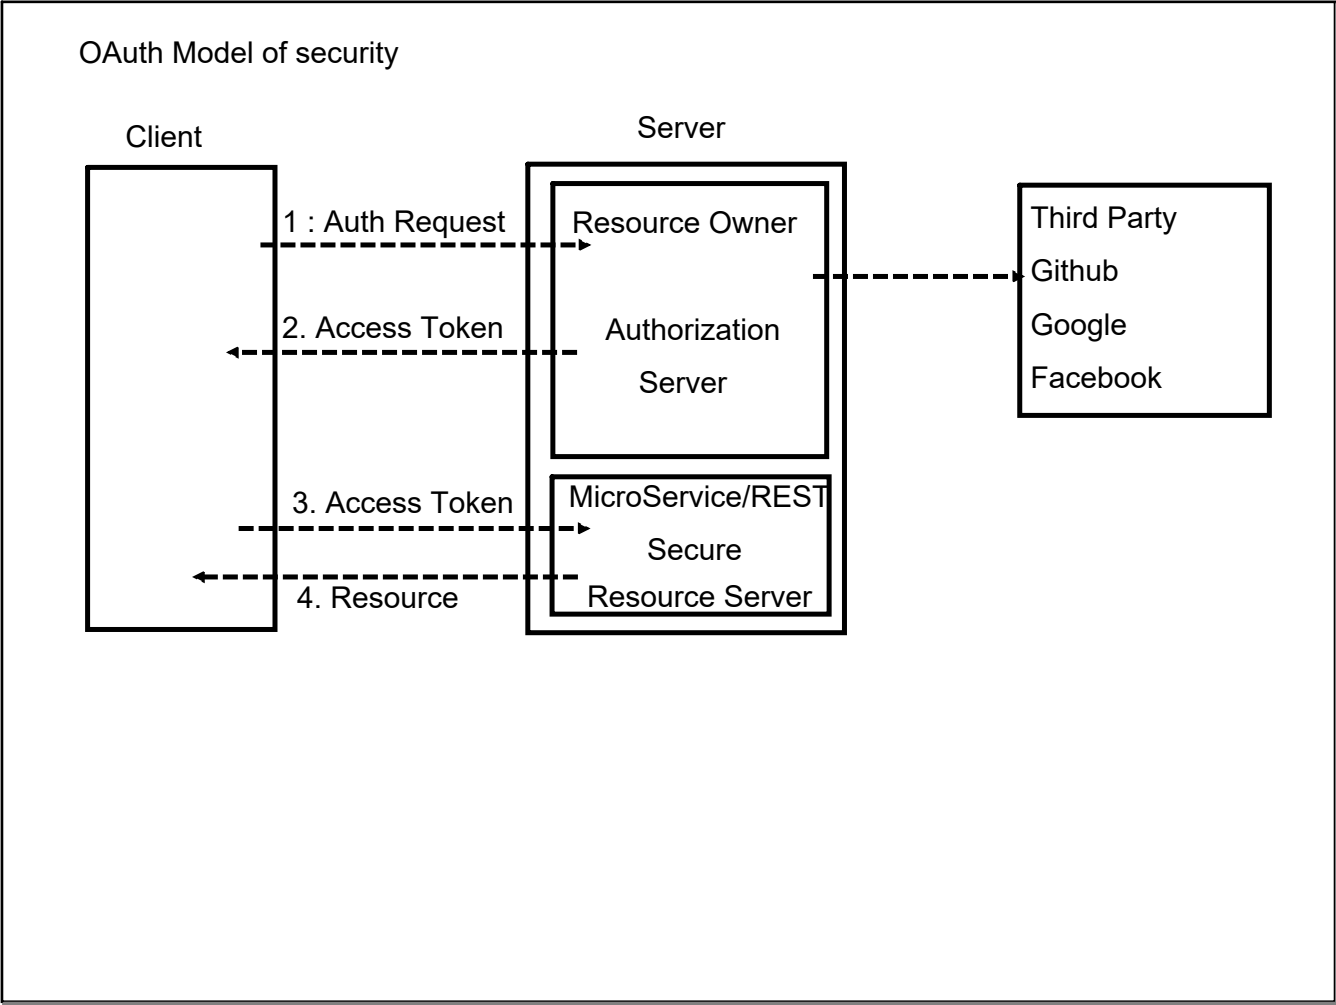 OAuth Model of security
Client
Server
1 : Auth Request
Resource Owner
2. Access Token
Authorization
Server
Third Party
Github
Google
Facebook
3. Access Token
MicroService/REST
Secure
Resource Server
4. Resource